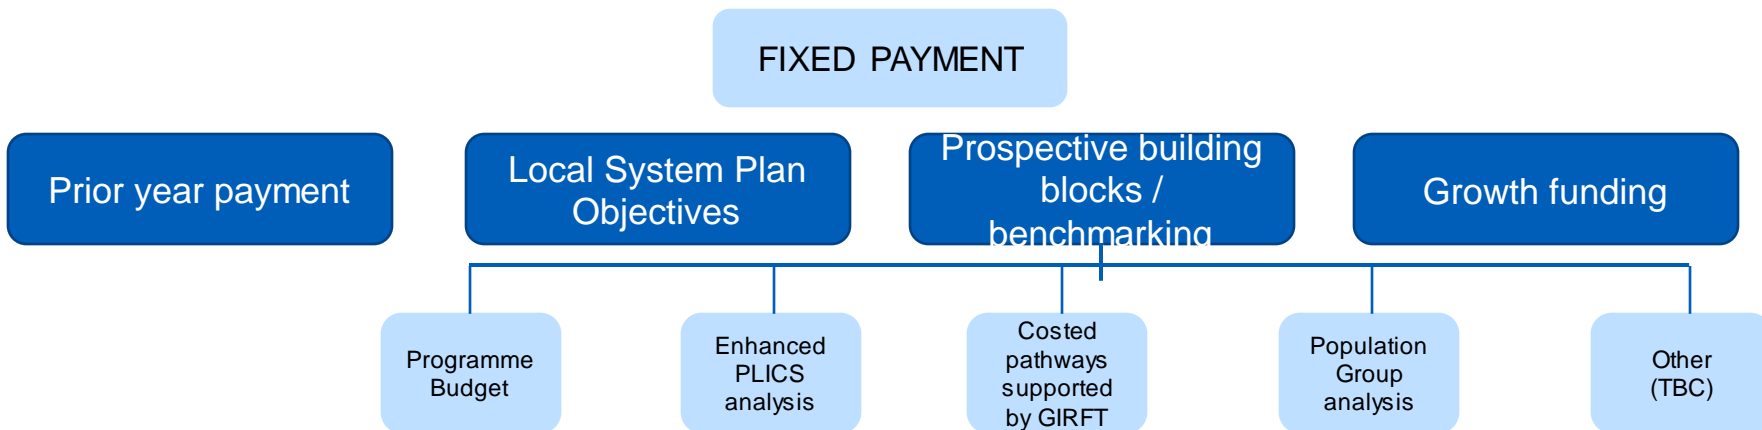 FIXED PAYMENT
Prior year payment
Local System Plan
Objectives
Prospective building
blocks /
benchmarking
Growth funding
Programme
Budget
Enhanced
PLICS
analysis
Costed
pathways
supported
by GIRFT
Population
Group
analysis
Other
(TBC)